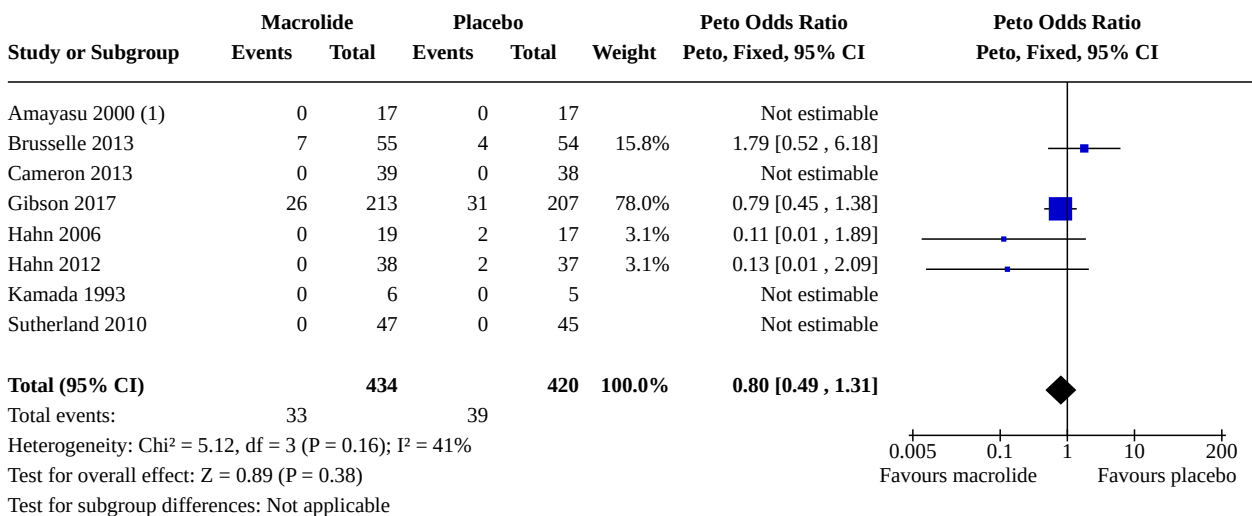 Macrolide Placebo Peto Odds Ratio Peto Odds Ratio
Study or Subgroup Events Total Events Total Weight Peto, Fixed, 95% CI Peto, Fixed, 95% CI
Amayasu 2000 (1) 0 17 0 17 Not estimable
Brusselle 2013 7 55 4 54 15.8% 1.79 [0.52 , 6.18]
Cameron 2013 0 39 0 38 Not estimable
Gibson 2017 26 213 31 207 78.0% 0.79 [0.45 , 1.38]
Hahn 2006 0 19 2 17 3.1% 0.11 [0.01 , 1.89]
Hahn 2012 0 38 2 37 3.1% 0.13 [0.01 , 2.09]
Kamada 1993 0 6 0 5 Not estimable
Sutherland 2010 0 47 0 45 Not estimable
Total (95% CI) 434 420 100.0% 0.80 [0.49 , 1.31]
Total events: 33 39
Heterogeneity: Chi² = 5.12, df = 3 (P = 0.16); I² = 41%
0.005 0.1 1 10 200
Test for overall effect: Z = 0.89 (P = 0.38)
Favours macrolide Favours placebo
Test for subgroup differences: Not applicable